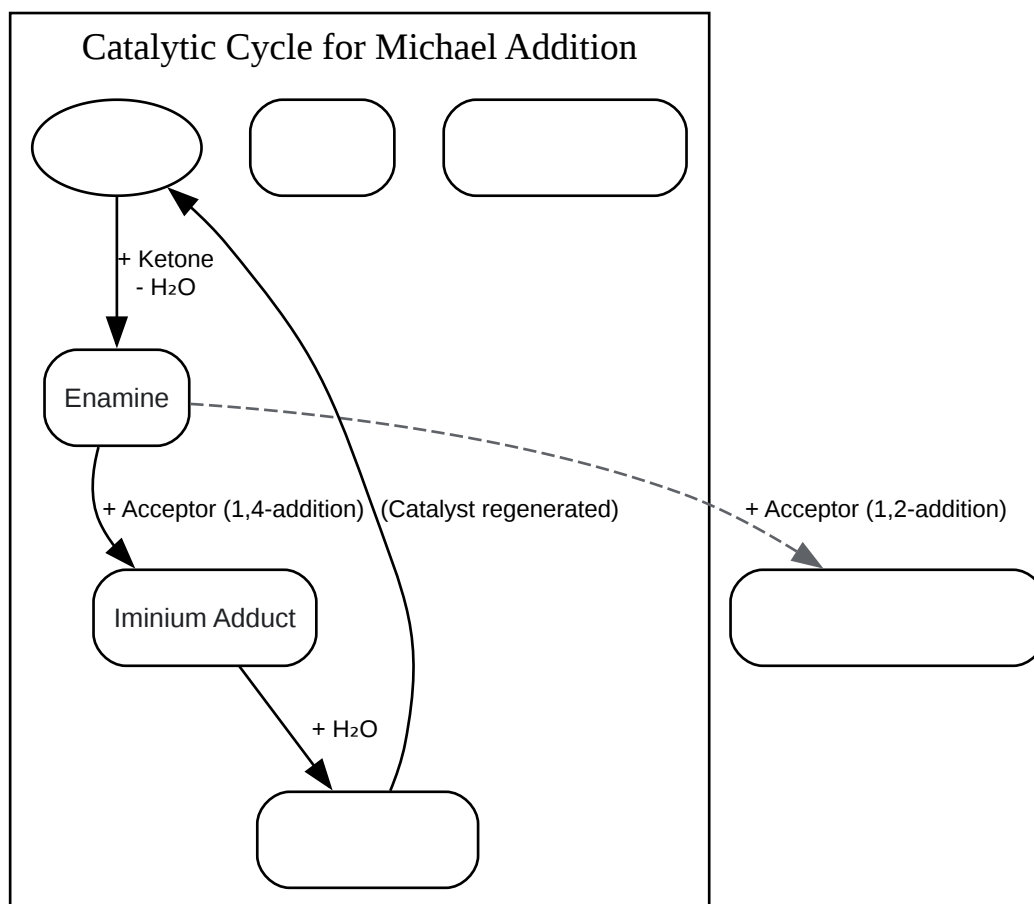 Catalytic Cycle for Michael Addition
+ Ketone
- H₂O
Enamine
+ Acceptor (1,4-addition)
(Catalyst regenerated)
+ Acceptor (1,2-addition)
Iminium Adduct
+ H₂O